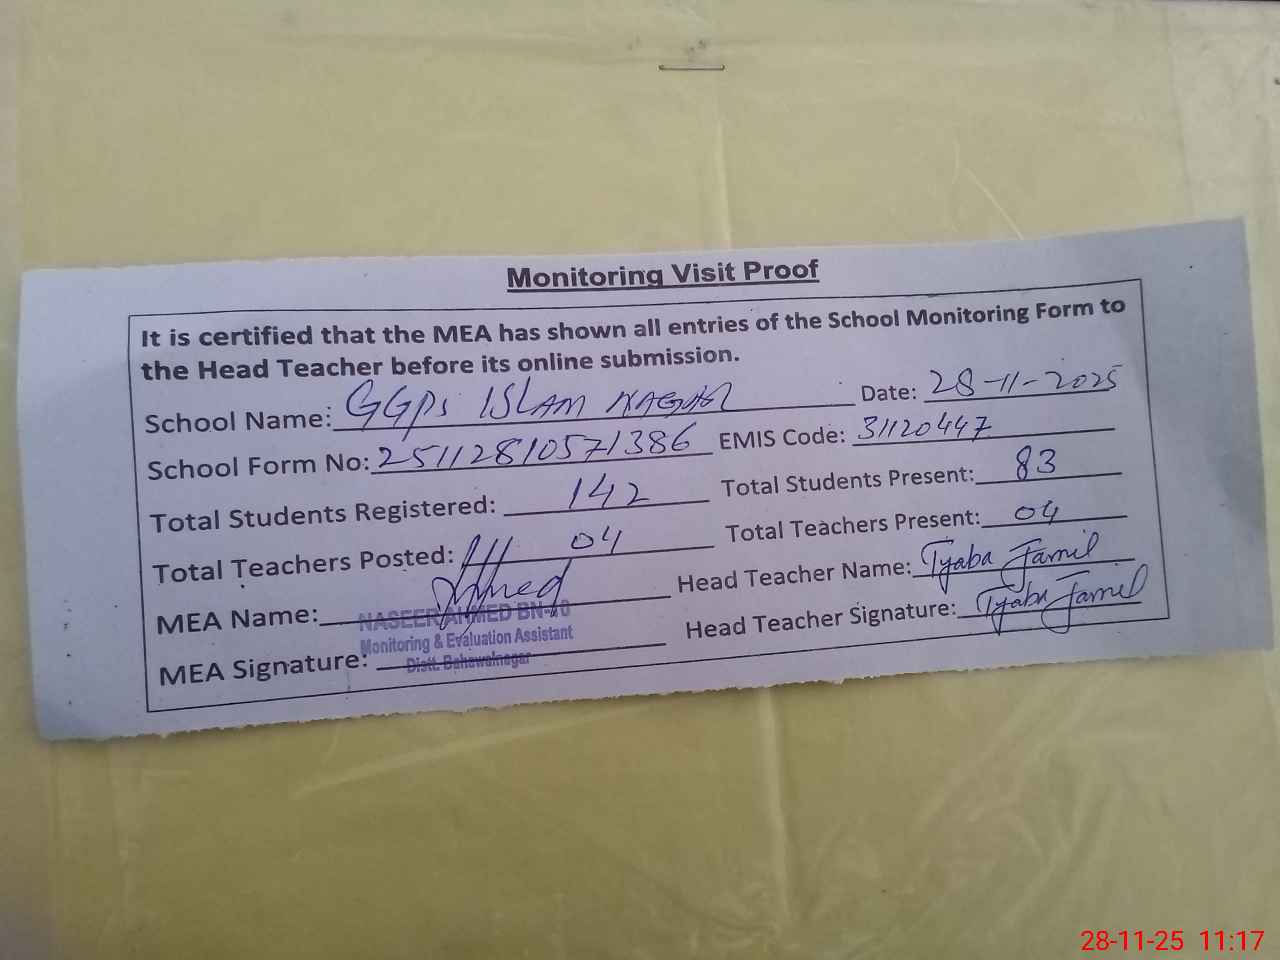 Monitoring Visit Proof
It is certified that the MEA has shown all entries of the School Monitoring Form to
the Head Teacher before its online submission.
School Name: GGPS ISLAM NAGAR Date: 28-11-2025
School Form No: 25112810571386 EMIS Code: 31120447
Total Students Registered: 142 Total Students Present: 83
Total Teachers Posted: 04 Total Teachers Present: 04
MEA Name: Head Teacher Name: Tyaba Jamil
NASEER AHMED BN-10
Monitoring & Evaluation Assistant
MEA Signature: Head Teacher Signature: Tyaba Jamil
Distt. Bahawalnagar
28-11-25 11:17